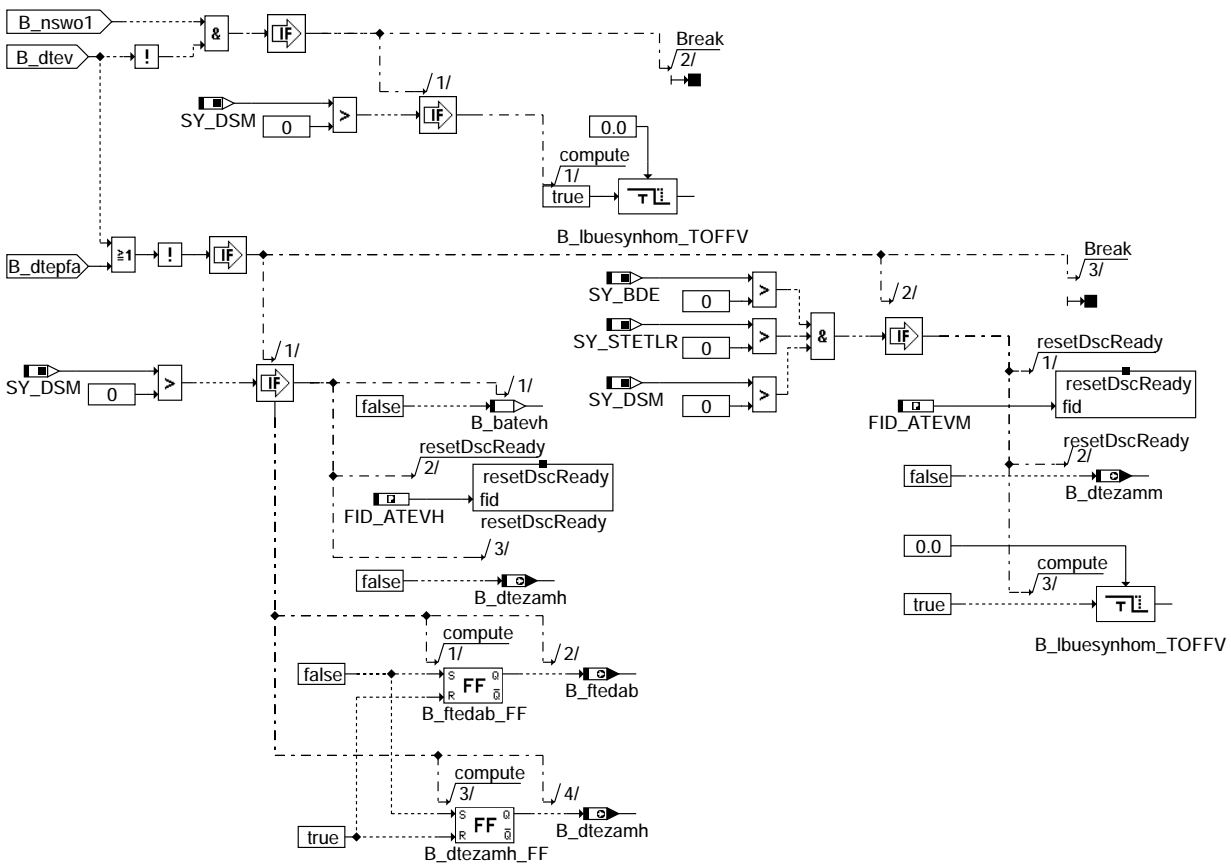 B_nswo1
&
IF
B_dtev
!
Break
2/
1/
SY_DSM
0
>
IF
0.0
compute
1/
true
T
B_lbuesynhom_TOFFV
B_dtepfa
≥1
!
IF
Break
3/
SY_BDE
0
>
2/
SY_STETLR
0
>
&
IF
SY_DSM
0
>
1/
SY_DSM
0
>
IF
1/
false
B_batevh
resetDscReady
2/
resetDscReady
fid
FID_ATEVH
resetDscReady
3/
false
B_dtezamh
resetDscReady
1/
resetDscReady
fid
FID_ATEVM
resetDscReady
2/
false
B_dtezamm
0.0
compute
3/
true
T
B_lbuesynhom_TOFFV
compute
1/
2/
false
S Q
FF
R Q
B_ftedab_FF
B_ftedab
compute
3/
4/
true
S Q
FF
R Q
B_dtezamh_FF
B_dtezamh